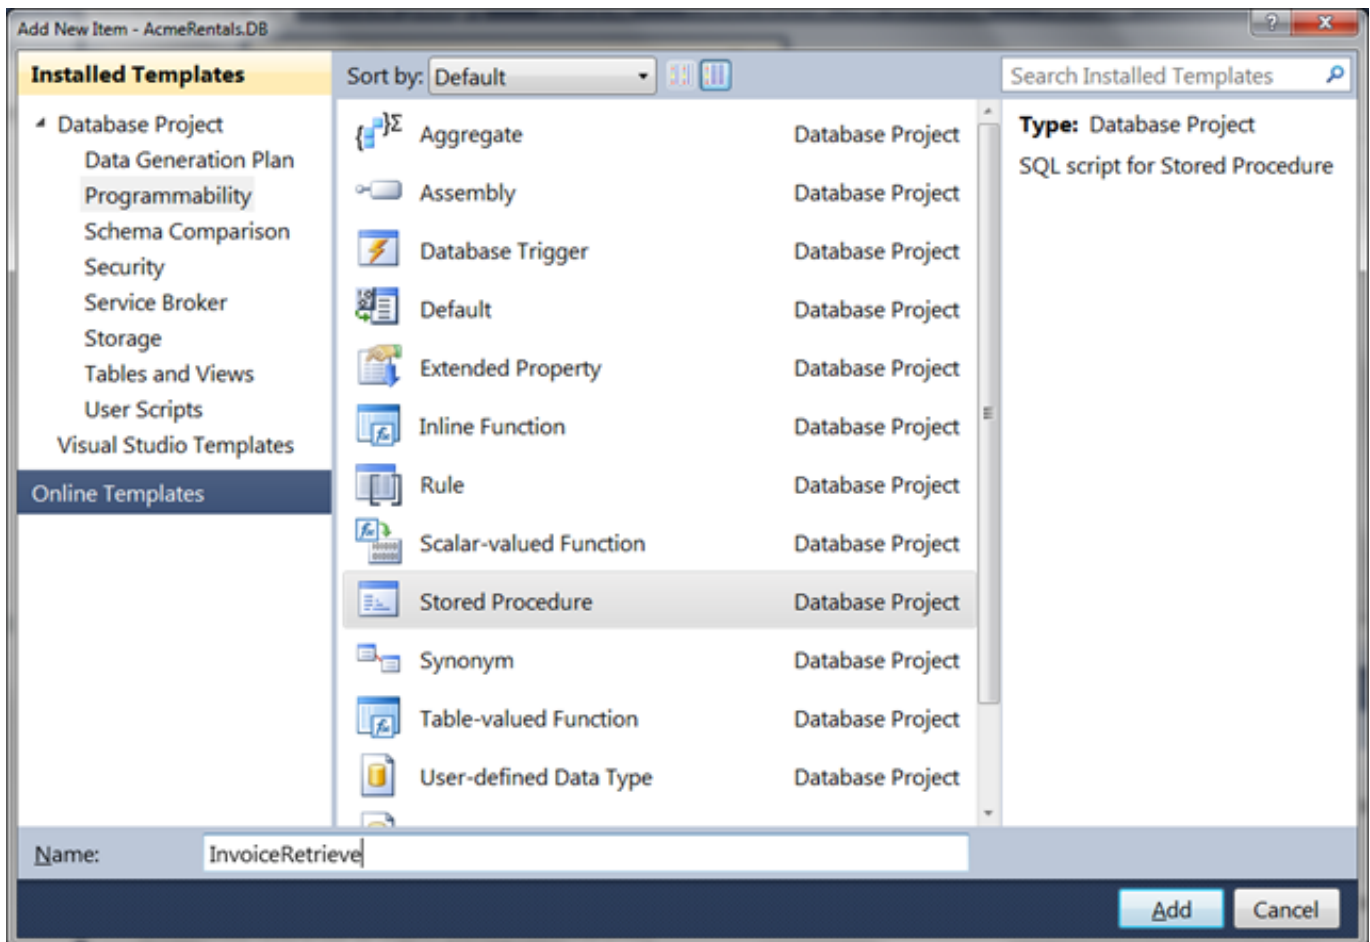 Add New Item - AcmeRentals.DB
Installed Templates
Sort by: Default
Search Installed Templates
Database Project
Data Generation Plan
Programmability
Schema Comparison
Security
Service Broker
Storage
Tables and Views
User Scripts
Visual Studio Templates
Online Templates
Aggregate Database Project
Assembly Database Project
Database Trigger Database Project
Default Database Project
Extended Property Database Project
Inline Function Database Project
Rule Database Project
Scalar-valued Function Database Project
Stored Procedure Database Project
Synonym Database Project
Table-valued Function Database Project
User-defined Data Type Database Project
Type: Database Project
SQL script for Stored Procedure
Name: InvoiceRetrieve
Add Cancel